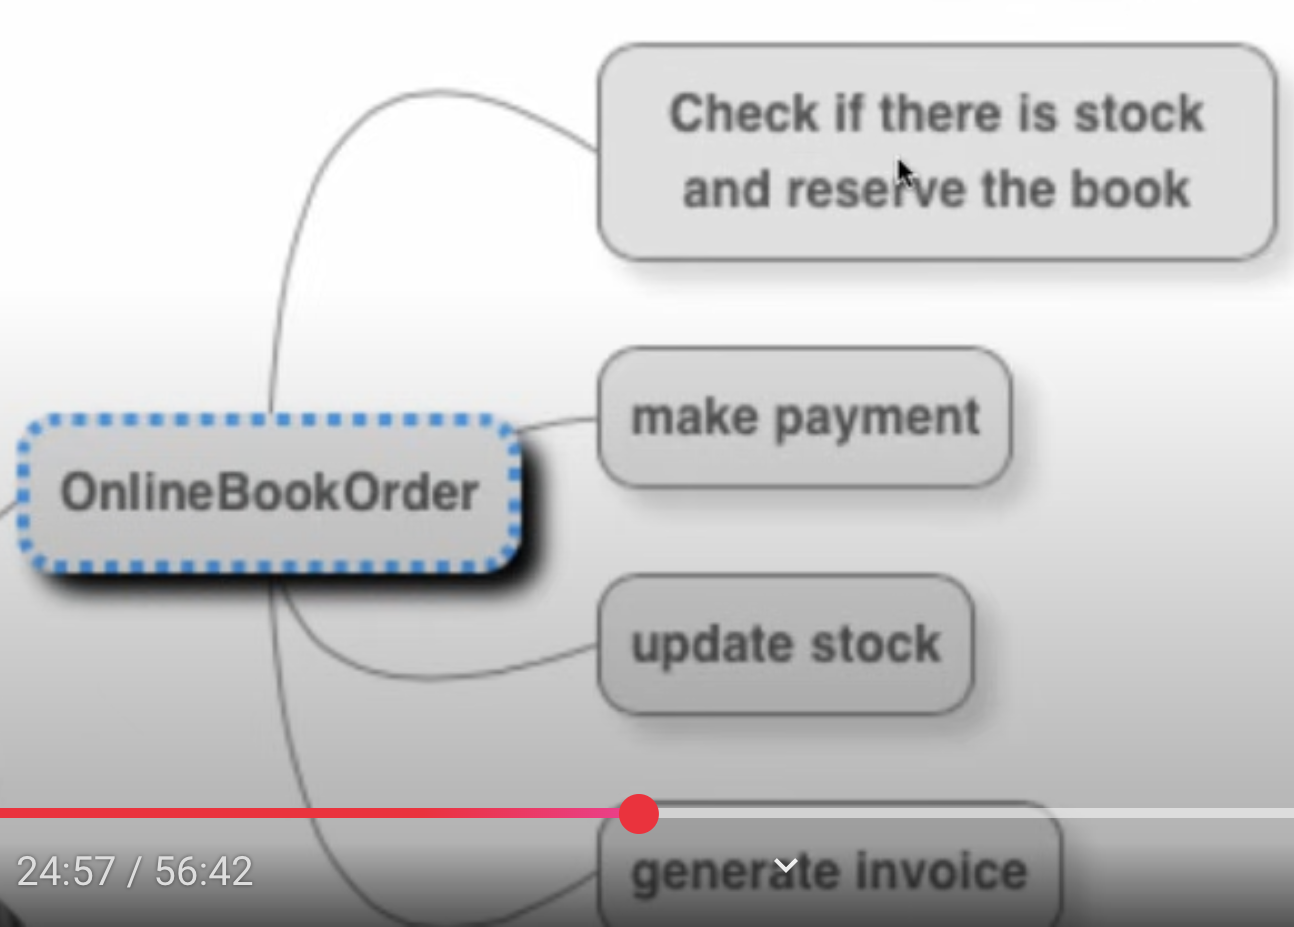 Check if there is stock
and reserve the book
make payment
OnlineBookOrder
update stock
generate invoice
24:57 / 56:42